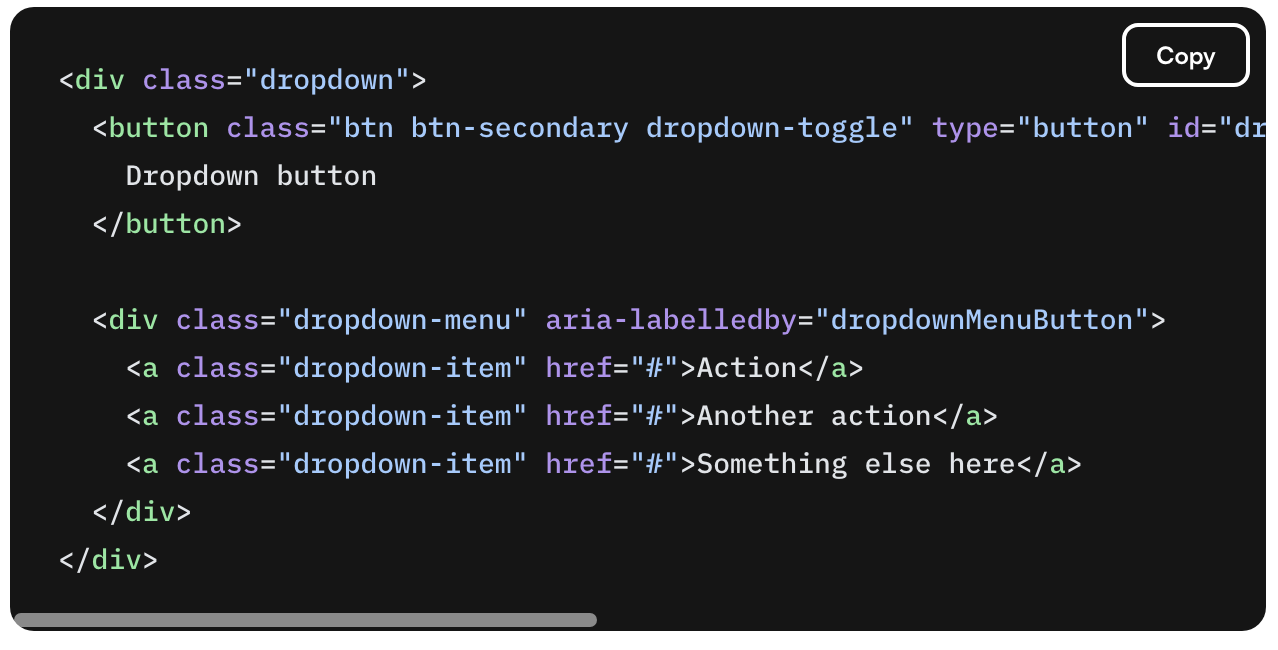 Copy
<div class="dropdown">
  <button class="btn btn-secondary dropdown-toggle" type="button" id="dr
    Dropdown button
  </button>

  <div class="dropdown-menu" aria-labelledby="dropdownMenuButton">
    <a class="dropdown-item" href="#">Action</a>
    <a class="dropdown-item" href="#">Another action</a>
    <a class="dropdown-item" href="#">Something else here</a>
  </div>
</div>